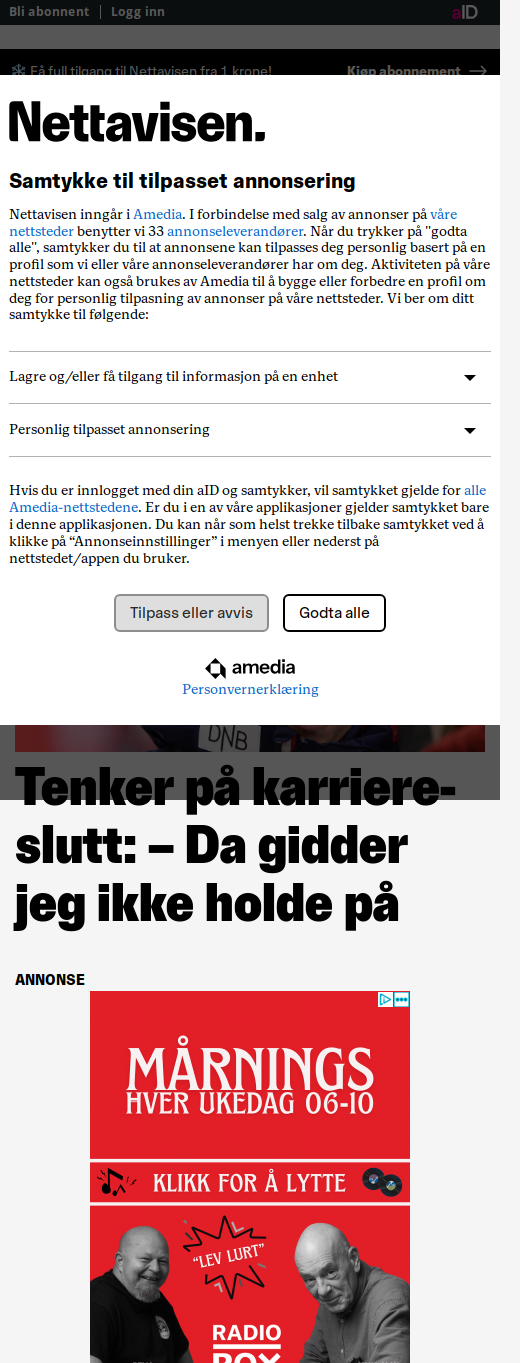 Bli abonnent | Logg inn
aID
Få full tilgang til Nettavisen fra 1 krone!
Kjøp abonnement
Nettavisen.
Samtykke til tilpasset annonsering
Nettavisen inngår i Amedia. I forbindelse med salg av annonser på våre
nettsteder benytter vi 33 annonseleverandører. Når du trykker på "godta
alle", samtykker du til at annonsene kan tilpasses deg personlig basert på en
profil som vi eller våre annonseleverandører har om deg. Aktiviteten på våre
nettsteder kan også brukes av Amedia til å bygge eller forbedre en profil om
deg for personlig tilpasning av annonser på våre nettsteder. Vi ber om ditt
samtykke til følgende:
Lagre og/eller få tilgang til informasjon på en enhet
Personlig tilpasset annonsering
Hvis du er innlogget med din aID og samtykker, vil samtykket gjelde for alle
Amedia-nettstedene. Er du i en av våre applikasjoner gjelder samtykket bare
i denne applikasjonen. Du kan når som helst trekke tilbake samtykket ved å
klikke på “Annonseinnstillinger” i menyen eller nederst på
nettstedet/appen du bruker.
Tilpass eller avvis
Godta alle
amedia
Personvernerklæring
DNB
Tenker på karriere-
slutt: – Da gidder
jeg ikke holde på
ANNONSE
MÅRNINGS
HVER UKEDAG 06-10
KLIKK FOR Å LYTTE
“LEV LURT”
RADIO
ROX